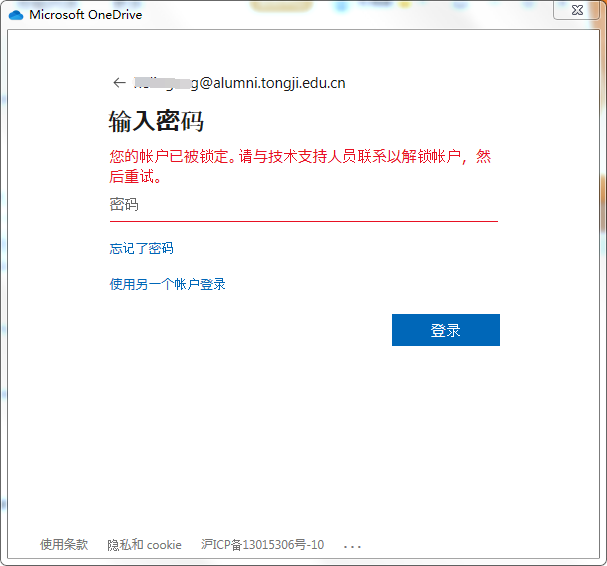 Microsoft OneDrive
g@alumni.tongji.edu.cn
输入密码
您的帐户已被锁定。请与技术支持人员联系以解锁帐户，然
后重试。
密码
忘记了密码
使用另一个帐户登录
登录
使用条款 隐私和 cookie 沪ICP备13015306号-10 ...